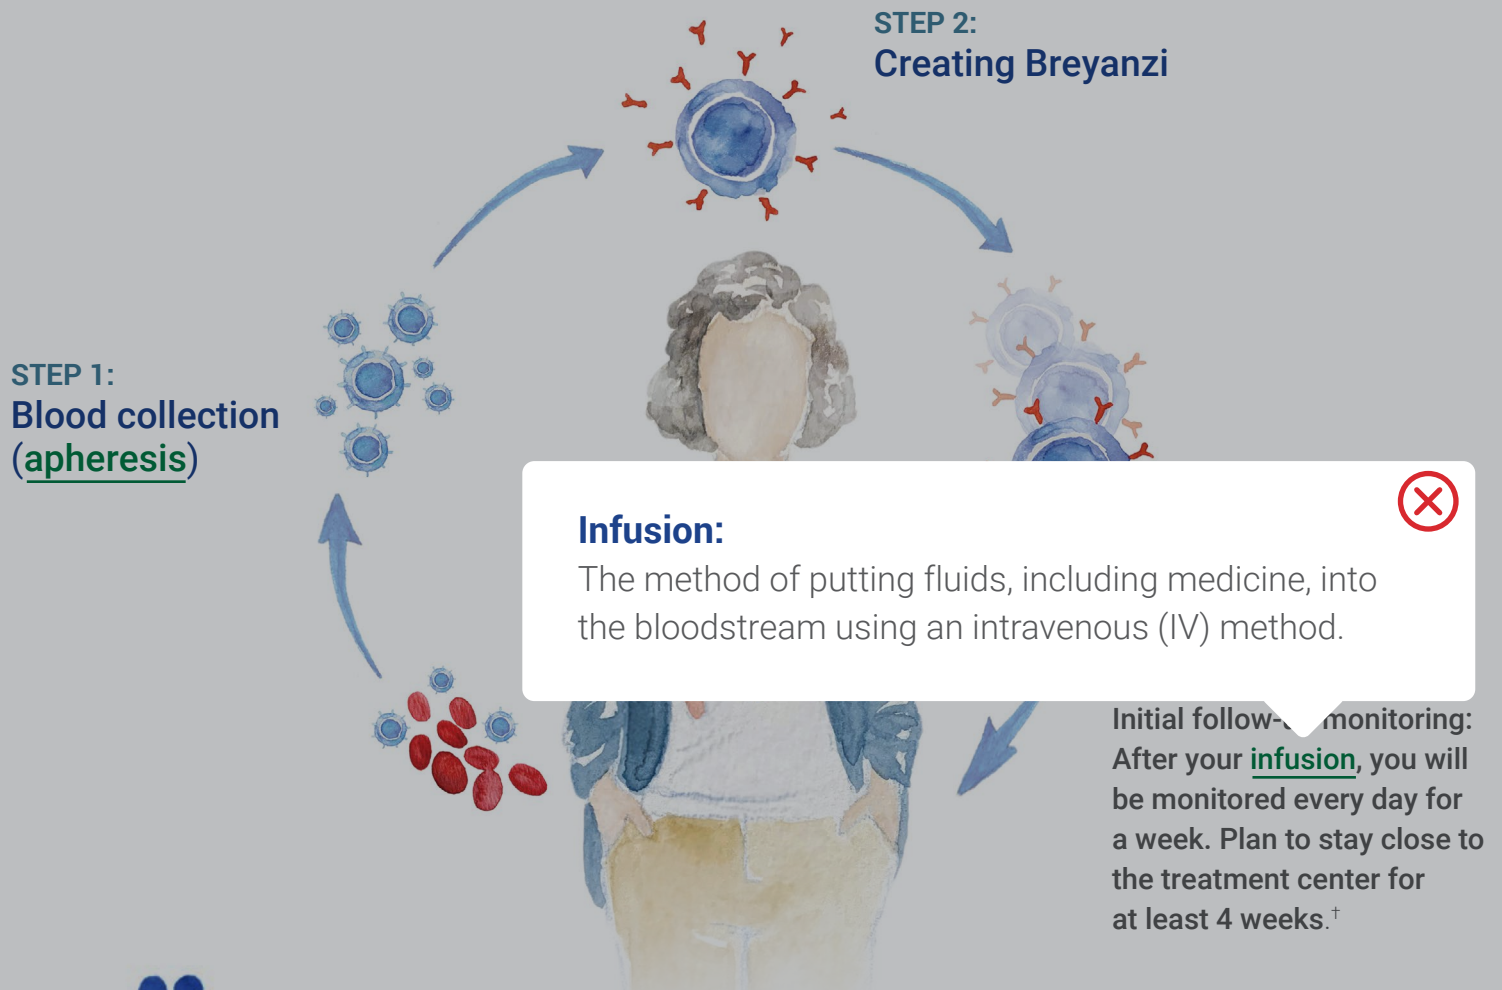 STEP 2:
Creating Breyanzi
STEP 1:
Blood collection
(apheresis)
Infusion:
The method of putting fluids, including medicine, into
the bloodstream using an intravenous (IV) method.
Initial follow- monitoring:
After your infusion, you will
be monitored every day for
a week. Plan to stay close to
the treatment center for
at least 4 weeks.†